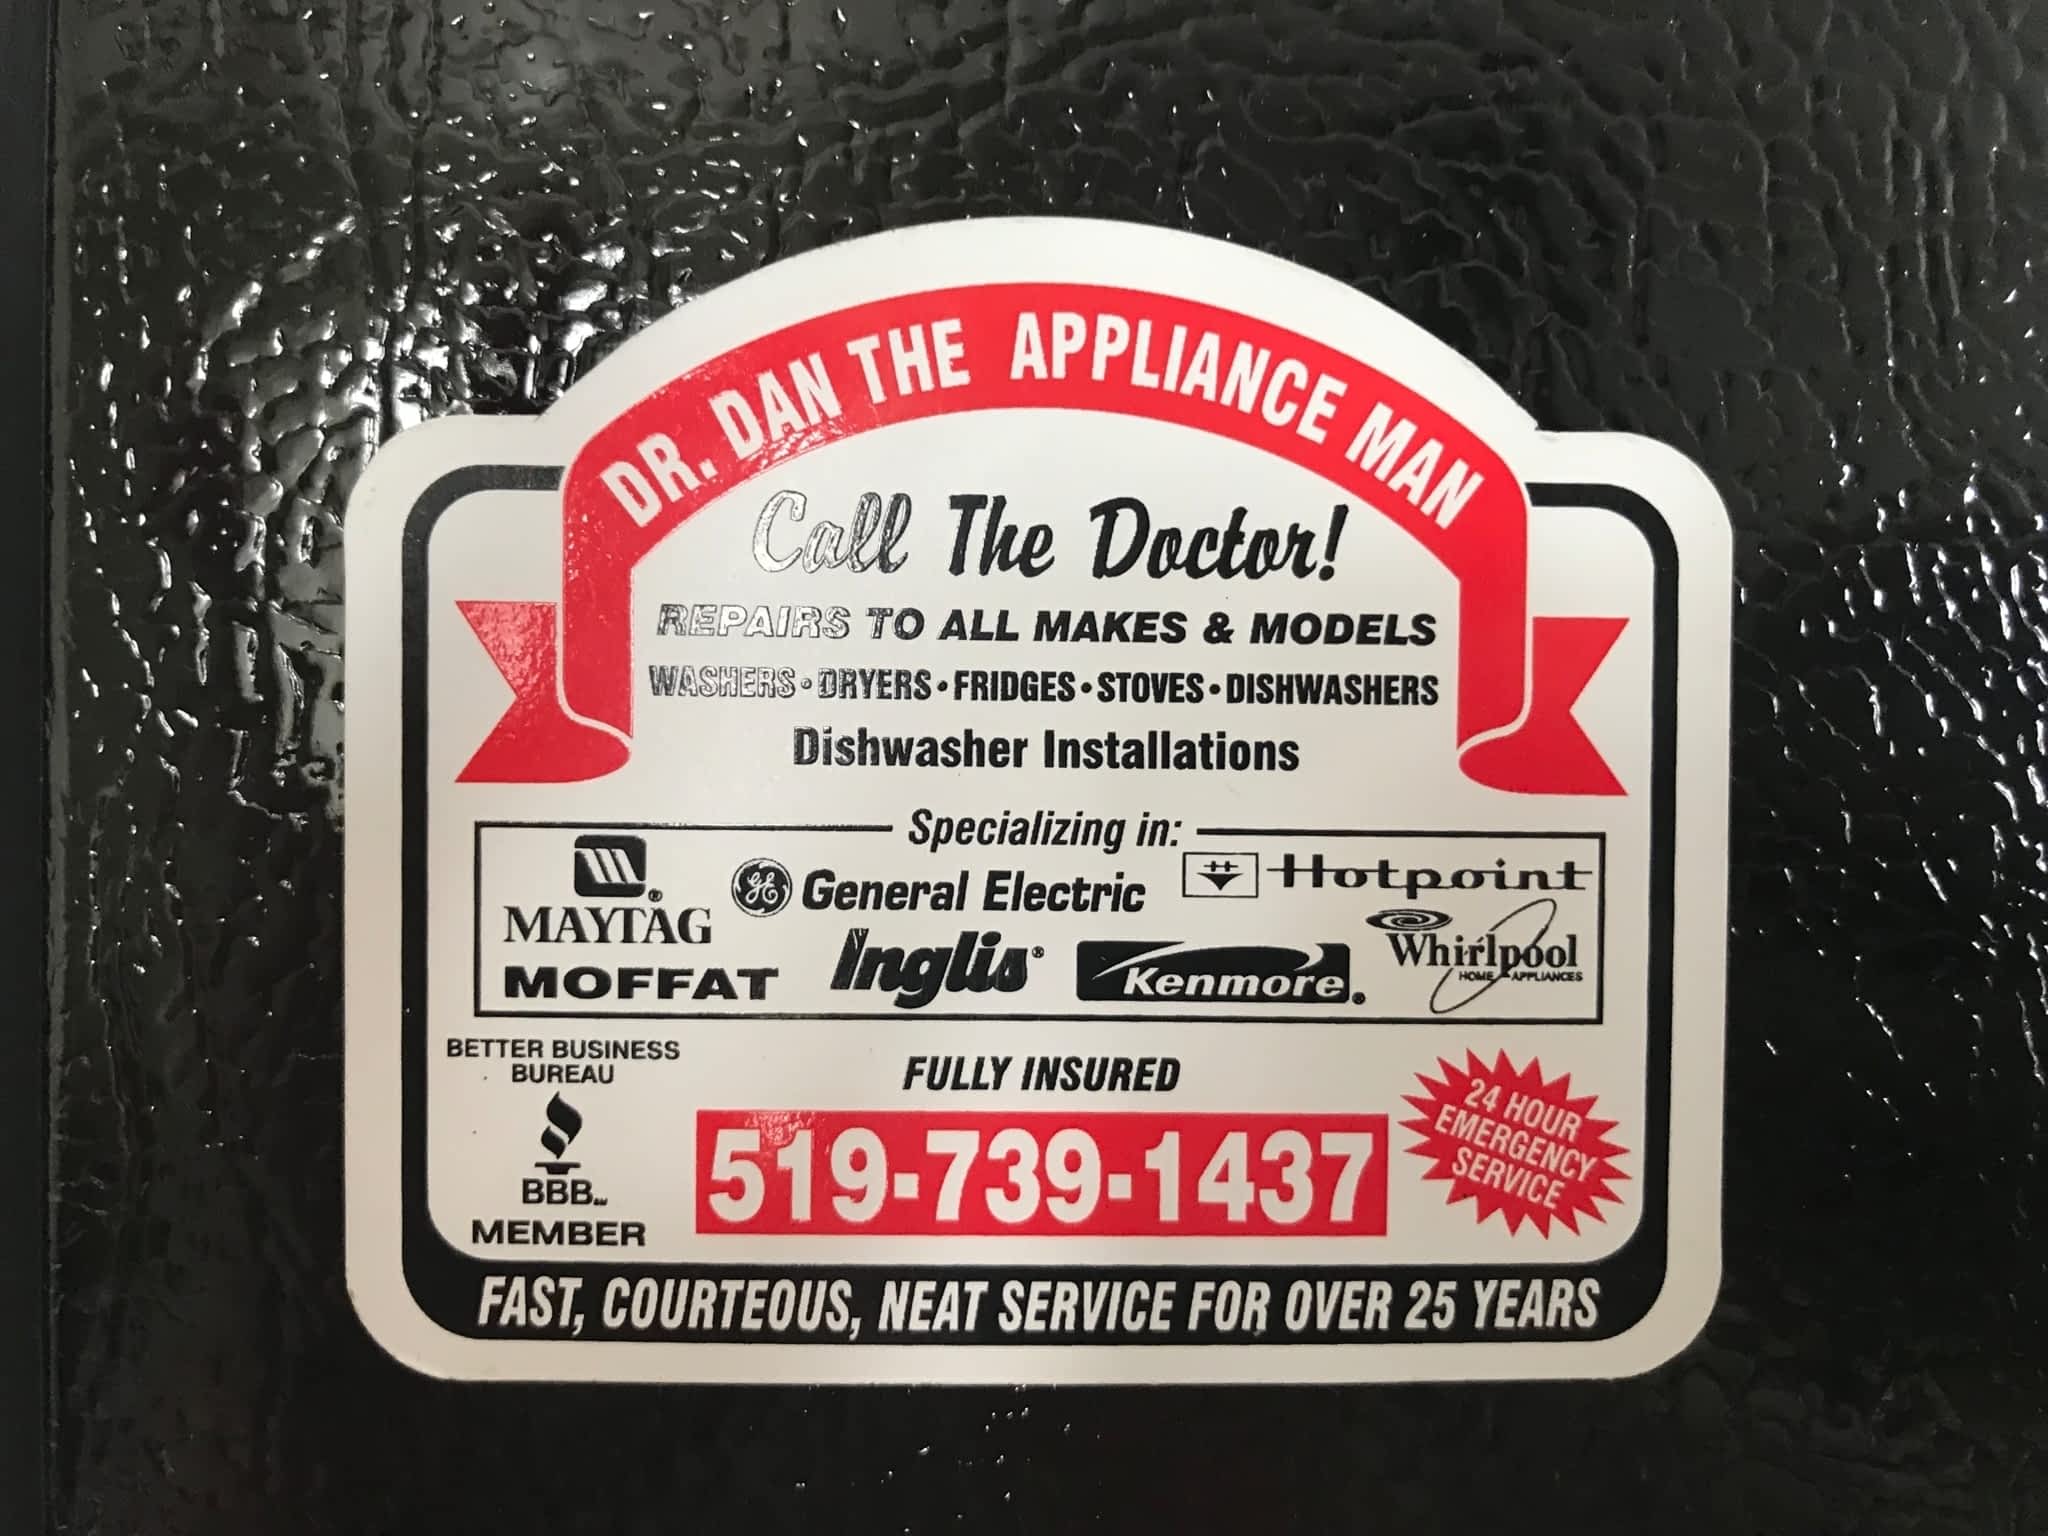 DR. DAN THE APPLIANCE MAN
Call The Doctor!
REPAIRS TO ALL MAKES & MODELS
WASHERS • DRYERS • FRIDGES • STOVES • DISHWASHERS
Dishwasher Installations
Specializing in:
MAYTAG
GE General Electric
Hotpoint
MOFFAT
Inglis
Kenmore
Whirlpool
HOME APPLIANCES
BETTER BUSINESS
BUREAU
BBB
MEMBER
FULLY INSURED
519-739-1437
24 HOUR
EMERGENCY
SERVICE
FAST, COURTEOUS, NEAT SERVICE FOR OVER 25 YEARS